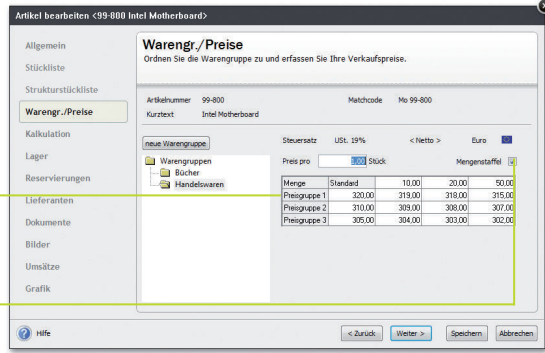 Artikel bearbeiten <99-800 Intel Motherboard>
Allgemein
Stückliste
Strukturstückliste
Warengr./Preise
Kalkulation
Lager
Reservierungen
Lieferanten
Dokumente
Bilder
Umsätze
Grafik
Warengr./Preise
Ordnen Sie die Warengruppe zu und erfassen Sie Ihre Verkaufspreise.
Artikelnummer 99-800 Matchcode Mo 99-800
Kurztext Intel Motherboard
neue Warengruppe
Warengruppen
Bücher
Handelswaren
Steuersatz USt. 19% < Netto > Euro
Preis pro 1,00 Stück Mengenstaffel
Menge Standard 10,00 20,00 50,00
Preisgruppe 1 320,00 319,00 318,00 315,00
Preisgruppe 2 310,00 309,00 308,00 307,00
Preisgruppe 3 305,00 304,00 303,00 302,00
Hilfe
< Zurück Weiter > Speichern Abbrechen